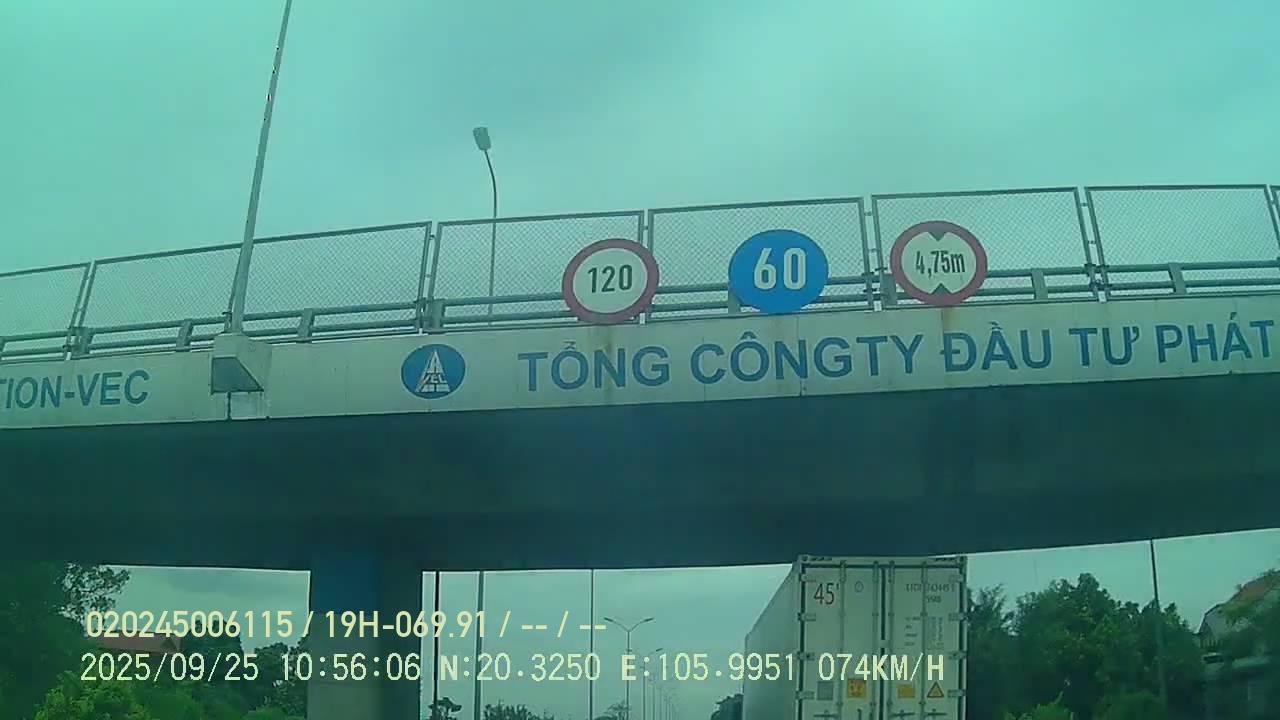 120
60
4,75m
TION-VEC
VEC
TỔNG CÔNGTY ĐẦU TƯ PHÁT
45'
020245006115 / 19H-069.91 / -- / --
2025/09/25 10:56:06 N:20.3250 E:105.9951 074KM/H